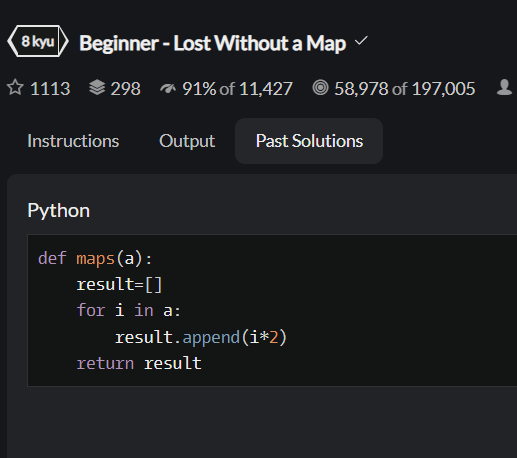 8 kyu Beginner - Lost Without a Map
1113 298 91% of 11,427 58,978 of 197,005
Instructions Output Past Solutions
Python
def maps(a):
    result=[]
    for i in a:
        result.append(i*2)
    return result